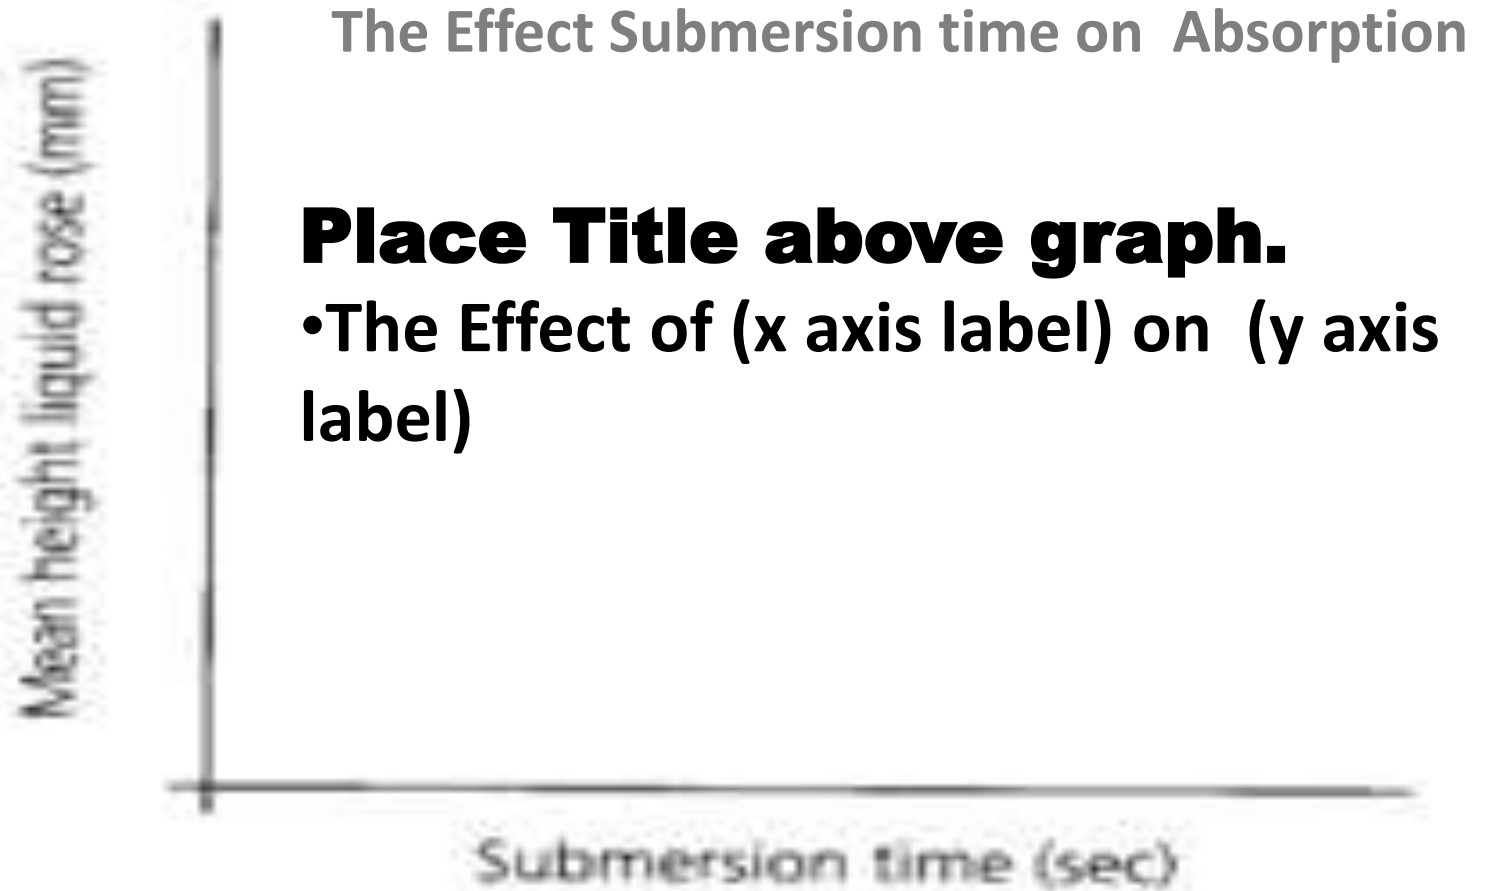 The Effect Submersion time on  Absorption
Mean height liquid rose (mm)
Place Title above graph.
•The Effect of (x axis label) on  (y axis
label)
Submersion time (sec)